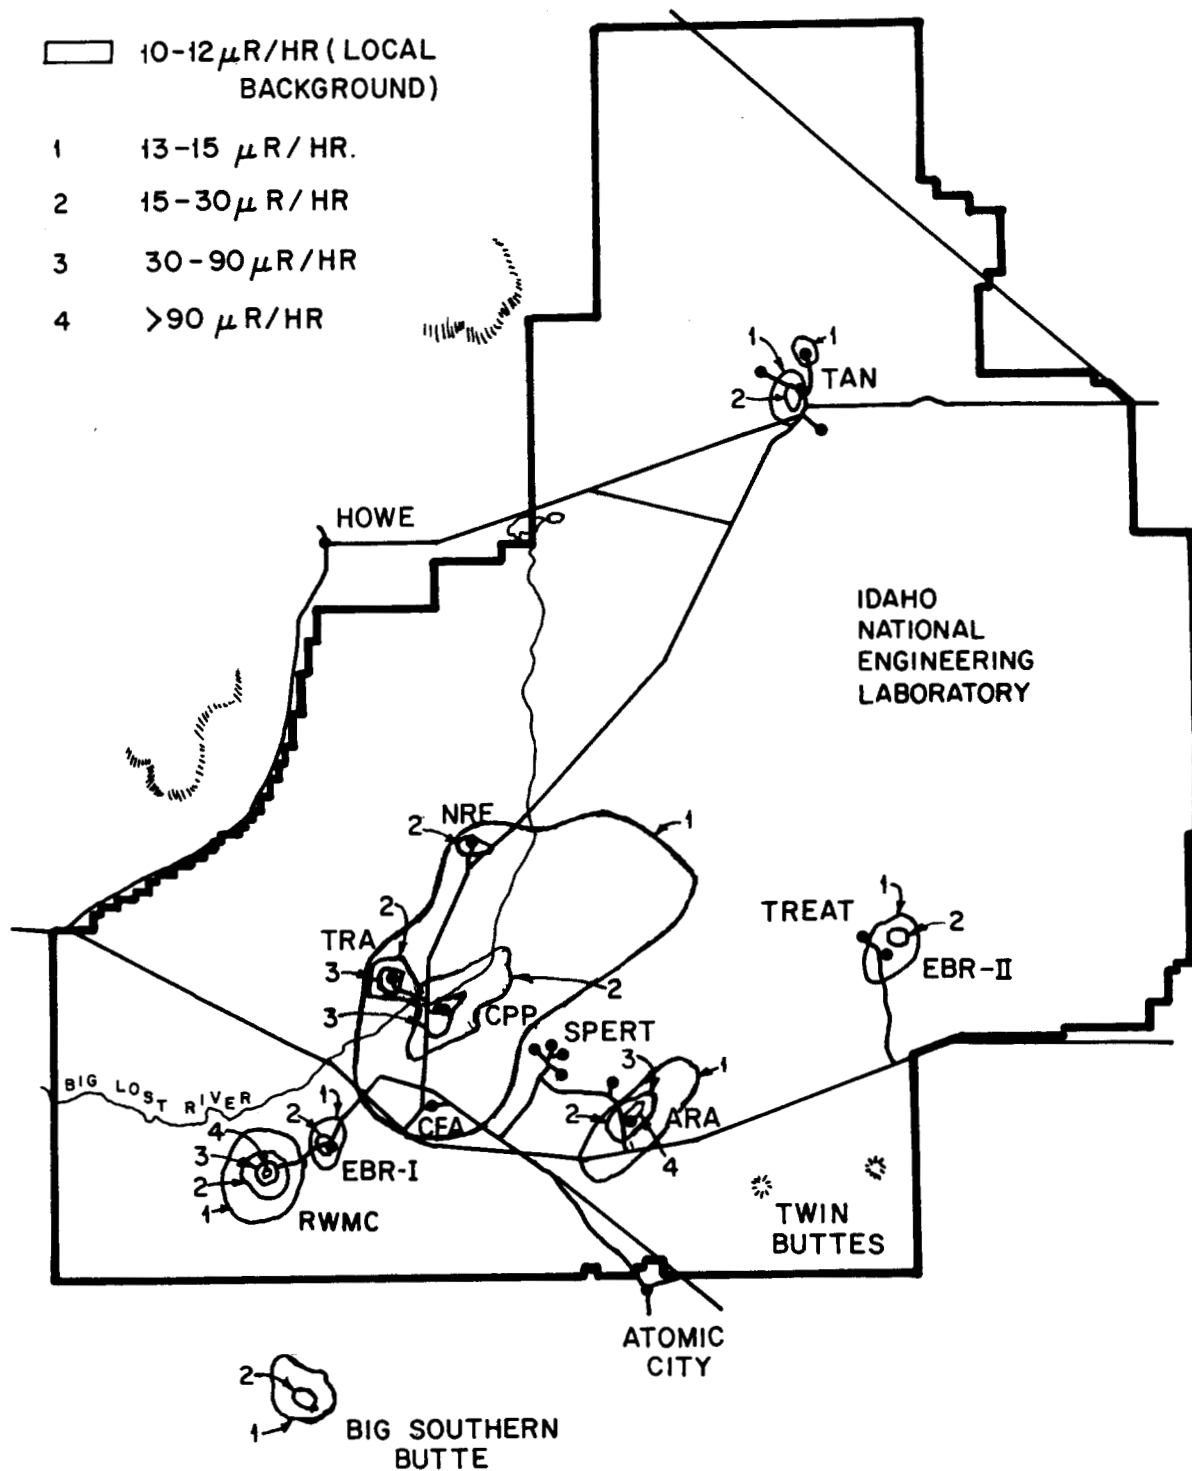 10-12 μR/HR (LOCAL
BACKGROUND)
1 13-15 μR/HR.
2 15-30 μR/HR
3 30-90 μR/HR
4 >90 μR/HR
1
1
TAN
2
HOWE
IDAHO
NATIONAL
ENGINEERING
LABORATORY
NRF
2
1
2
1
TREAT
2
TRA
3
EBR-II
2
3
CPP
SPERT
3
1
BIG LOST RIVER
1
2
CFA
2
ARA
4
3
EBR-I
4
2
1
RWMC
TWIN
BUTTES
ATOMIC
CITY
2
1
BIG SOUTHERN
BUTTE